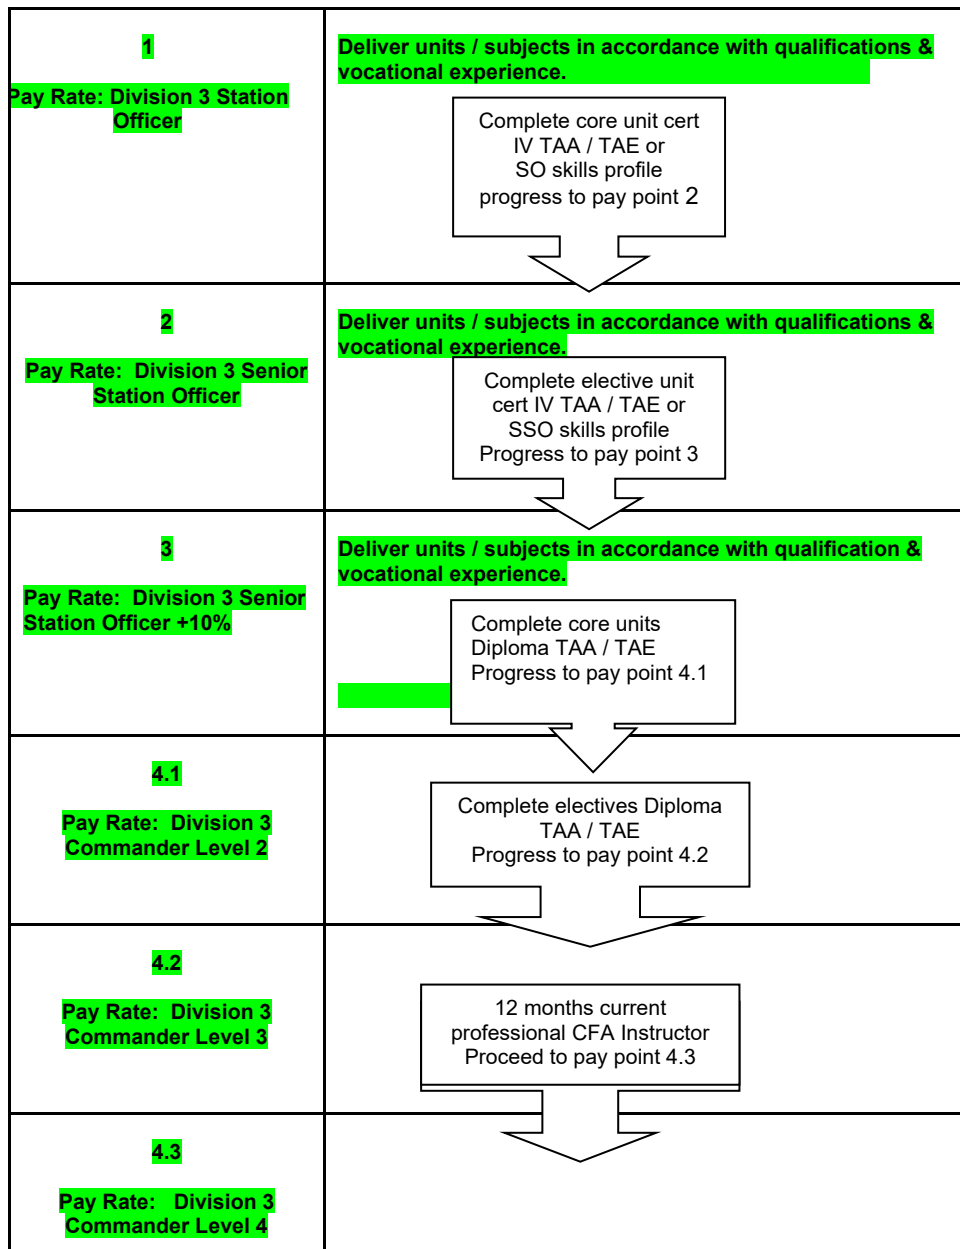 1
Pay Rate: Division 3 Station
Officer
Deliver units / subjects in accordance with qualifications &
vocational experience.
Complete core unit cert
IV TAA / TAE or
SO skills profile
progress to pay point 2
2
Pay Rate:  Division 3 Senior
Station Officer
Deliver units / subjects in accordance with qualifications &
vocational experience.
Complete elective unit
cert IV TAA / TAE or
SSO skills profile
Progress to pay point 3
3
Pay Rate:  Division 3 Senior
Station Officer +10%
Deliver units / subjects in accordance with qualification &
vocational experience.
Complete core units
Diploma TAA / TAE
Progress to pay point 4.1
4.1
Pay Rate:  Division 3
Commander Level 2
Complete electives Diploma
TAA / TAE
Progress to pay point 4.2
4.2
Pay Rate:  Division 3
Commander Level 3
12 months current
professional CFA Instructor
Proceed to pay point 4.3
4.3
Pay Rate:   Division 3
Commander Level 4